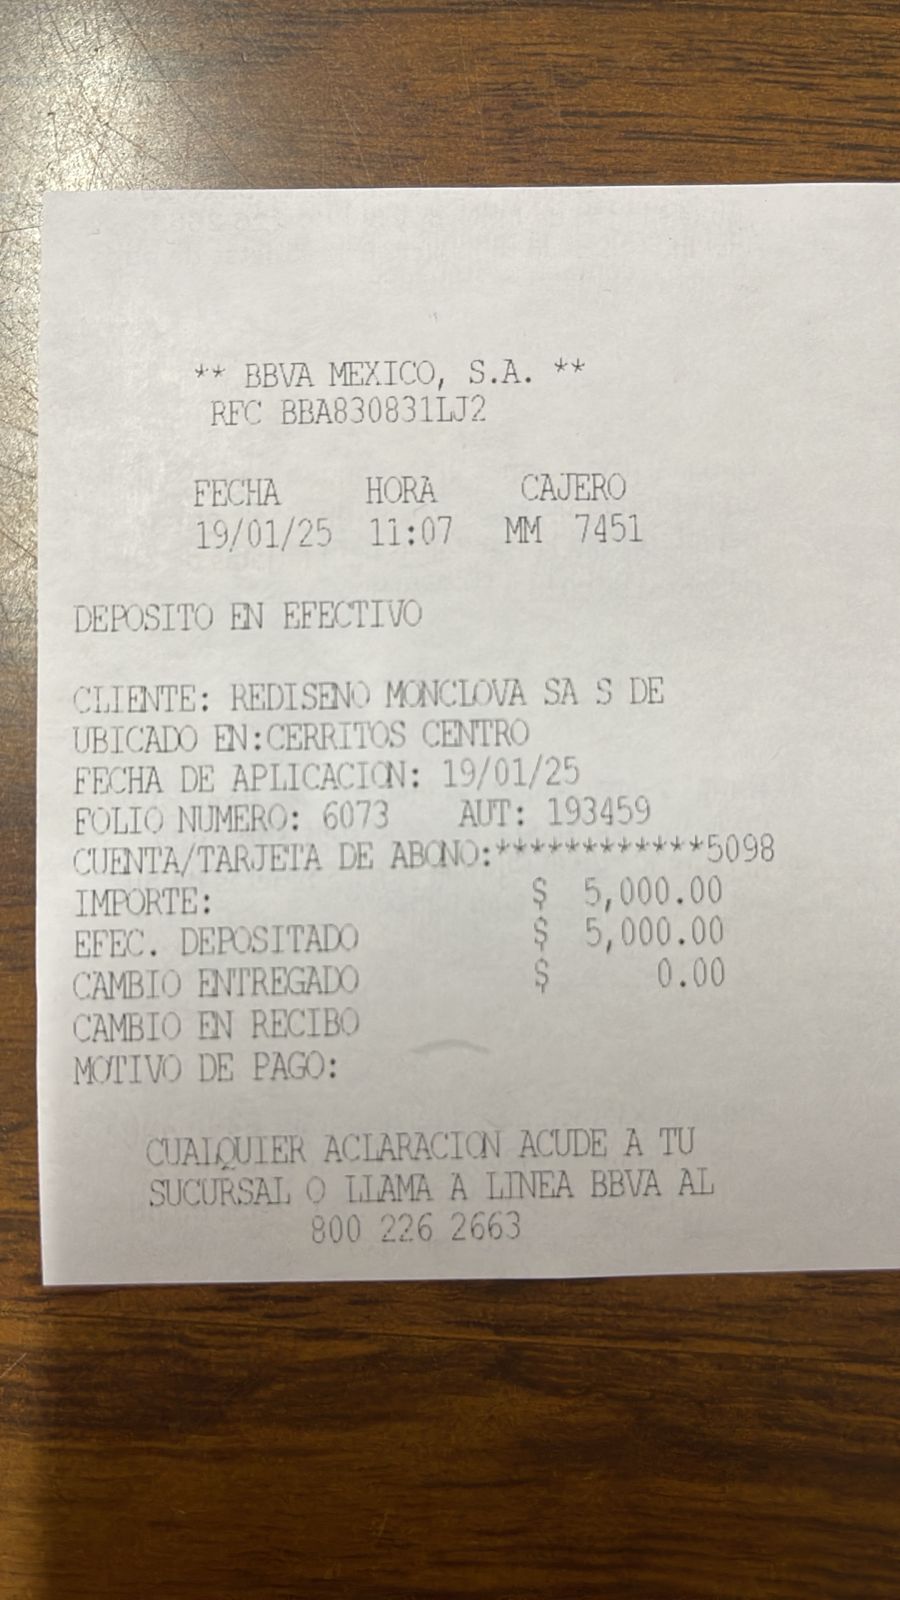 ** BBVA MEXICO, S.A. **
RFC BBA830831LJ2
FECHA HORA CAJERO
19/01/25 11:07 MM 7451
DEPOSITO EN EFECTIVO
CLIENTE: REDISENO MONCLOVA SA S DE
UBICADO EN:CERRITOS CENTRO
FECHA DE APLICACION: 19/01/25
FOLIO NUMERO: 6073 AUT: 193459
CUENTA/TARJETA DE ABONO:************5098
IMPORTE: $ 5,000.00
EFEC. DEPOSITADO $ 5,000.00
CAMBIO ENTREGADO $ 0.00
CAMBIO EN RECIBO
MOTIVO DE PAGO:
CUALQUIER ACLARACION ACUDE A TU
SUCURSAL O LLAMA A LINEA BBVA AL
800 226 2663